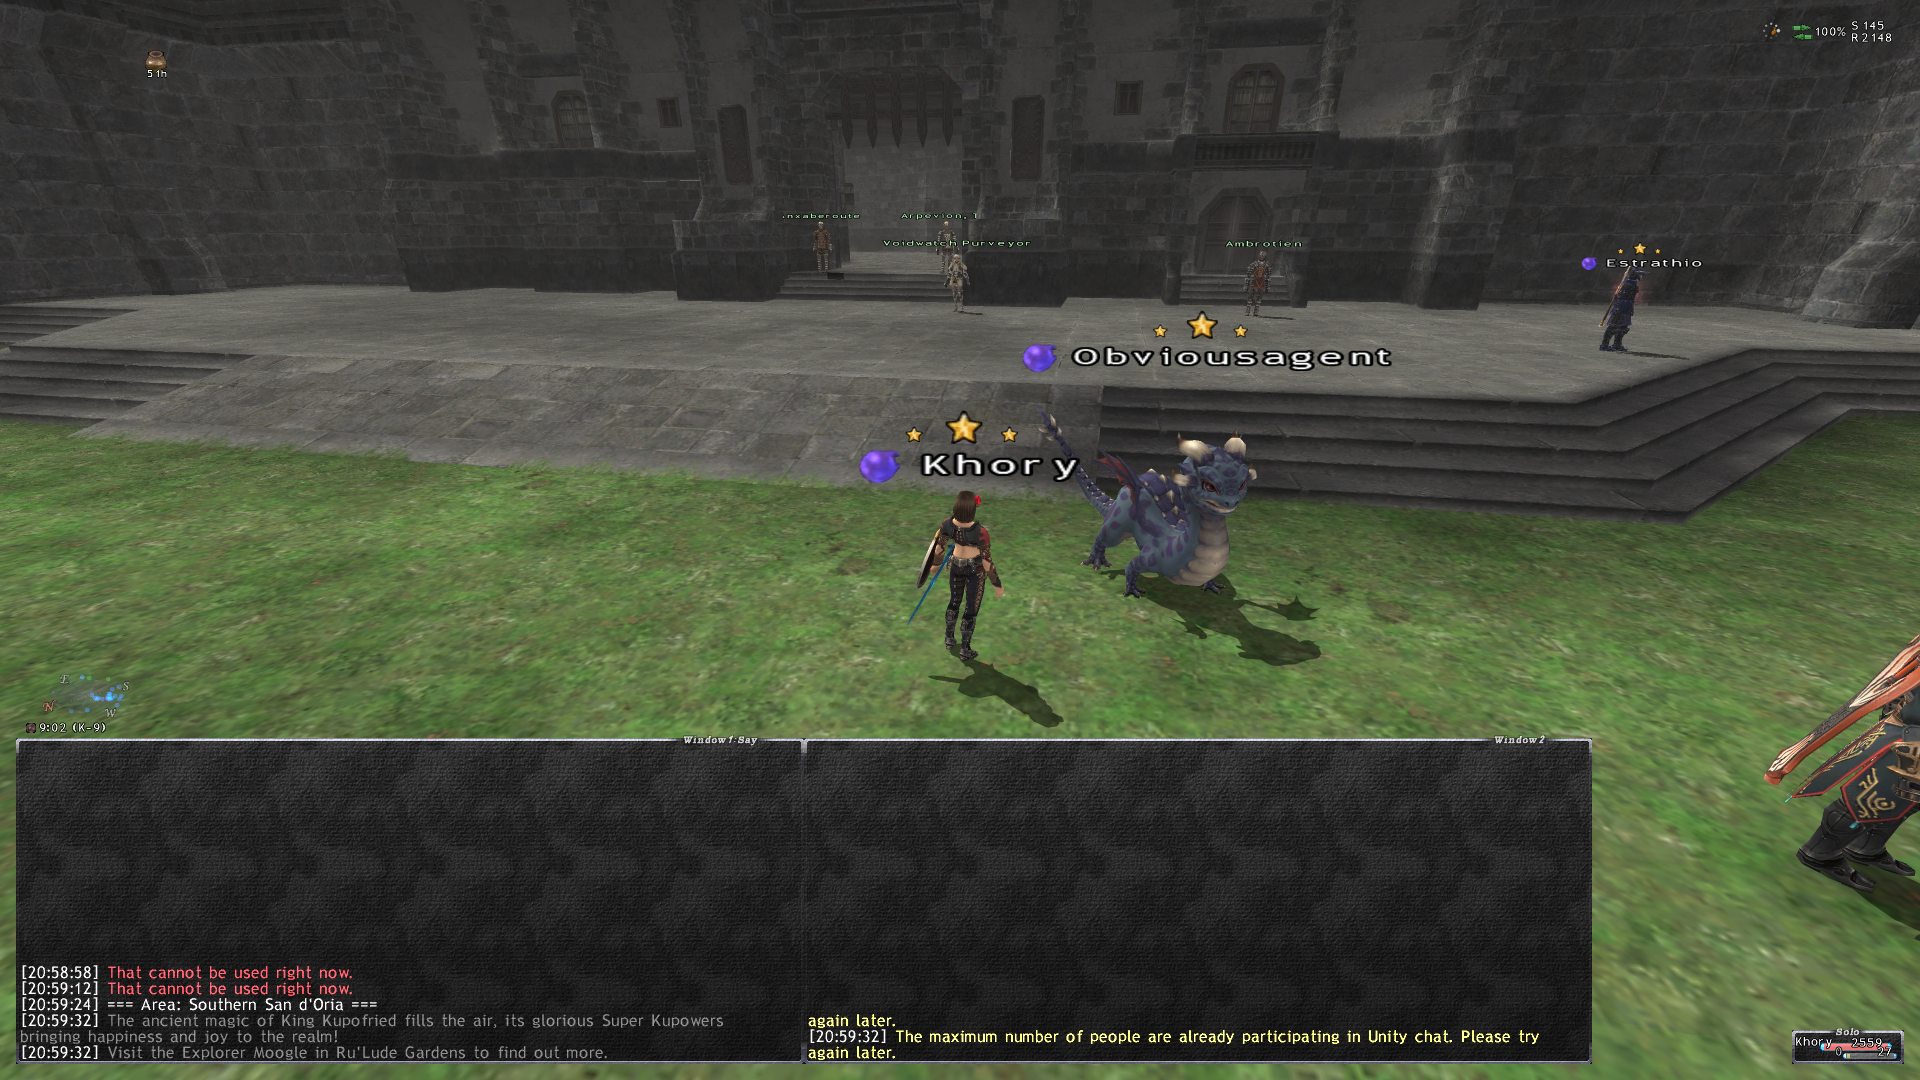 100%
S 145
R 2148
51h
Arpevion, T
Voidwatch Purveyor
Ambrotien
Estrathio
Obviousagent
Khory
E
S
N
W
9:02 (K-9)
Window1:Say
[20:58:58] That cannot be used right now.
[20:59:12] That cannot be used right now.
[20:59:24] === Area: Southern San d'Oria ===
[20:59:32] The ancient magic of King Kupofried fills the air, its glorious Super Kupowers
bringing happiness and joy to the realm!
[20:59:32] Visit the Explorer Moogle in Ru'Lude Gardens to find out more.
Window2
again later.
[20:59:32] The maximum number of people are already participating in Unity chat. Please try
again later.
Solo
Khory 2559
0
27